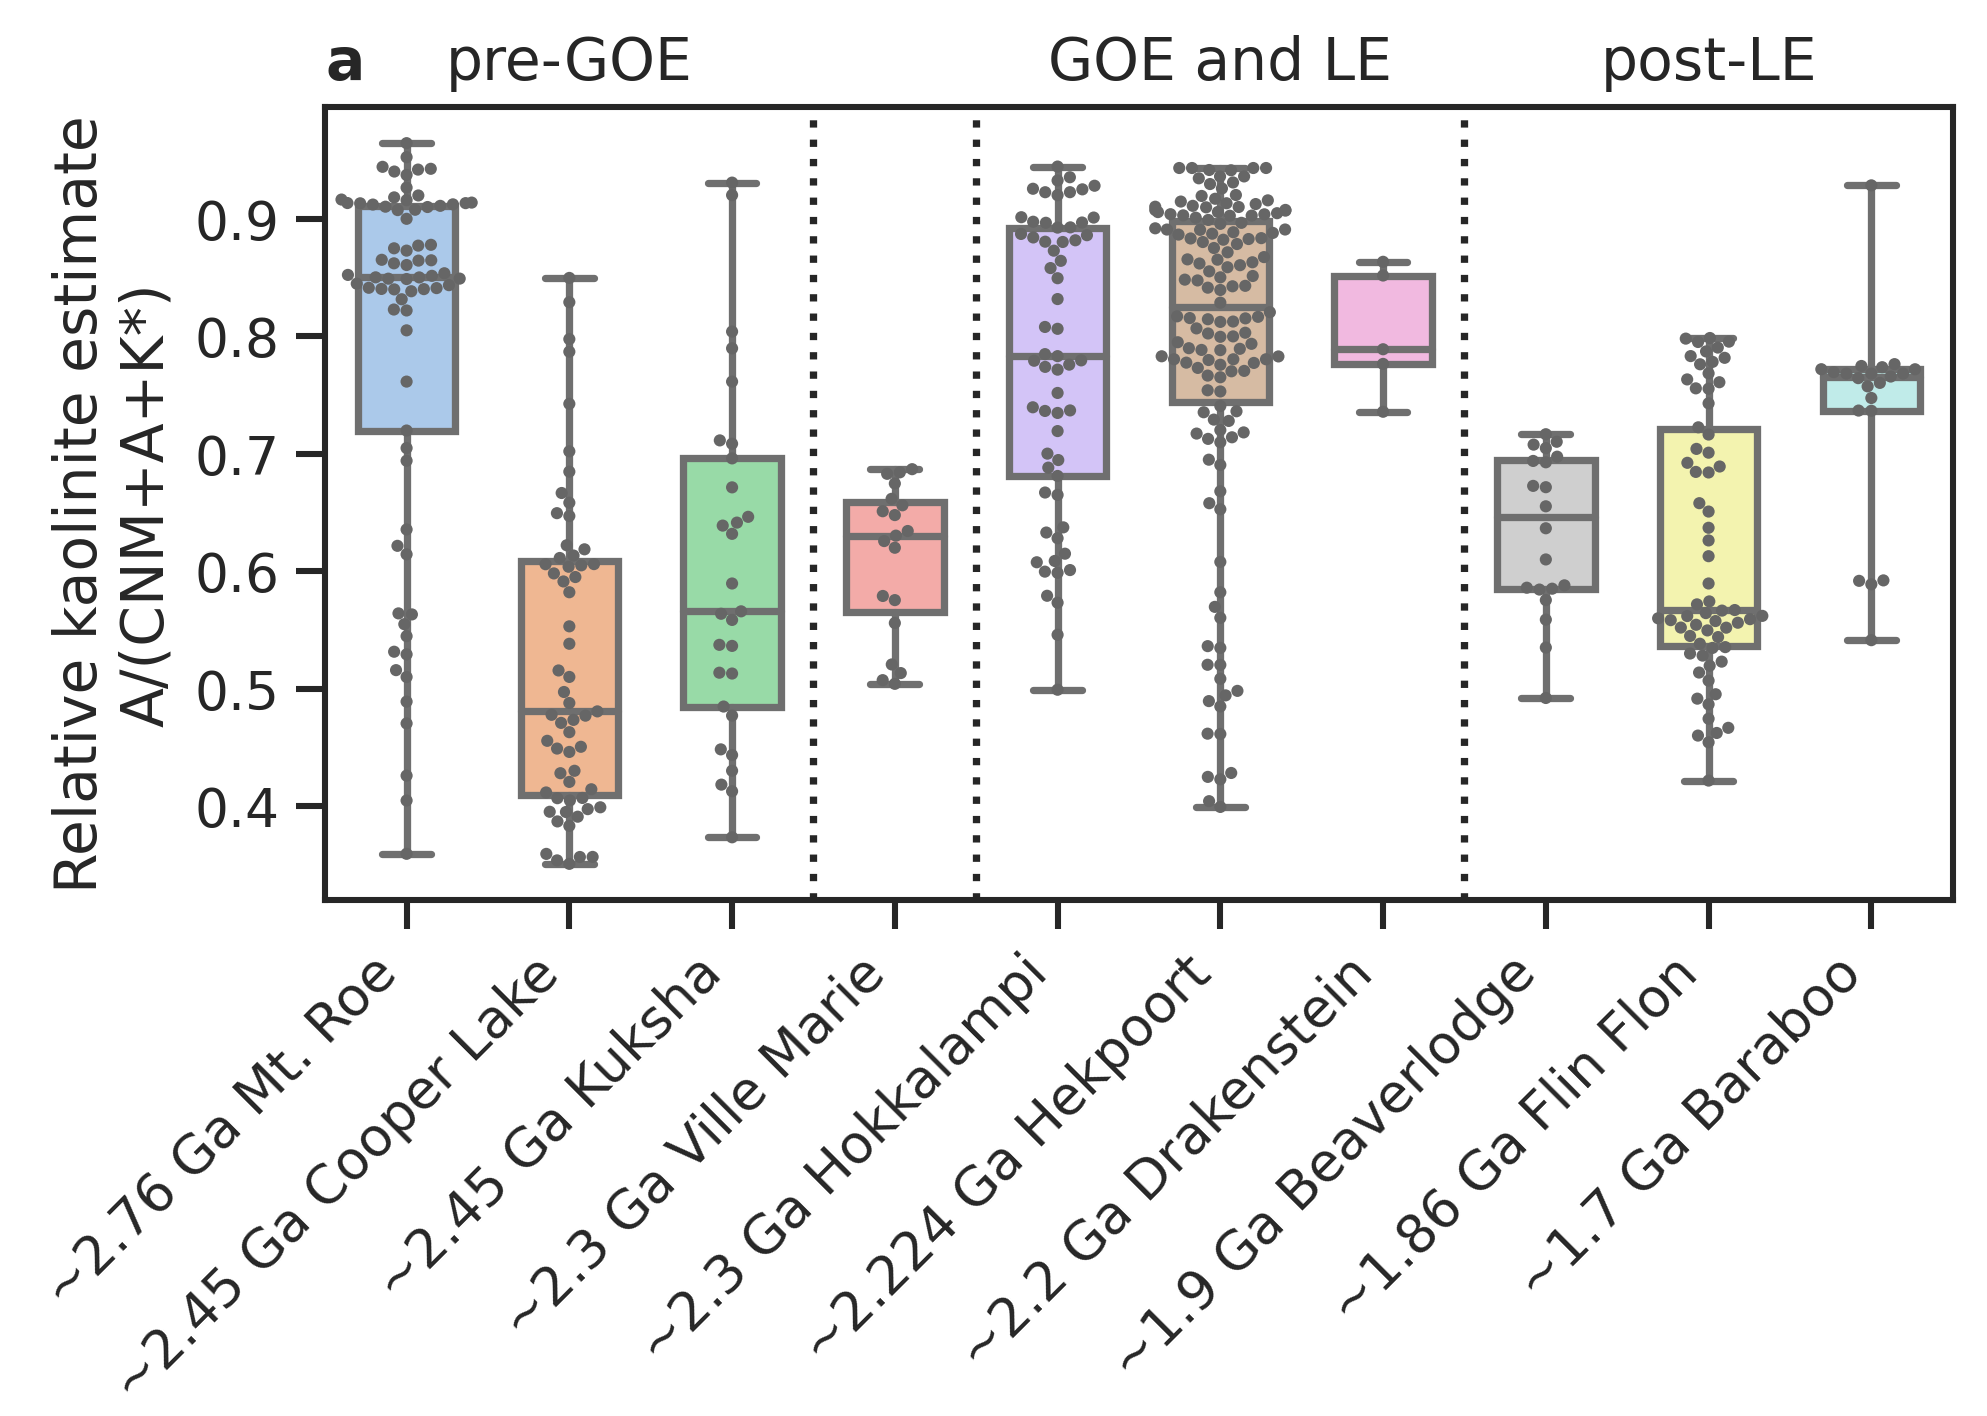 a pre-GOE GOE and LE post-LE
Relative kaolinite estimate
A/(CNM+A+K*)
0.9
0.8
0.7
0.6
0.5
0.4
~2.76 Ga Mt. Roe
~2.45 Ga Cooper Lake
~2.45 Ga Kuksha
~2.3 Ga Ville Marie
~2.3 Ga Hokkalampi
~2.224 Ga Hekpoort
~2.2 Ga Drakenstein
~1.9 Ga Beaverlodge
~1.86 Ga Flin Flon
~1.7 Ga Baraboo